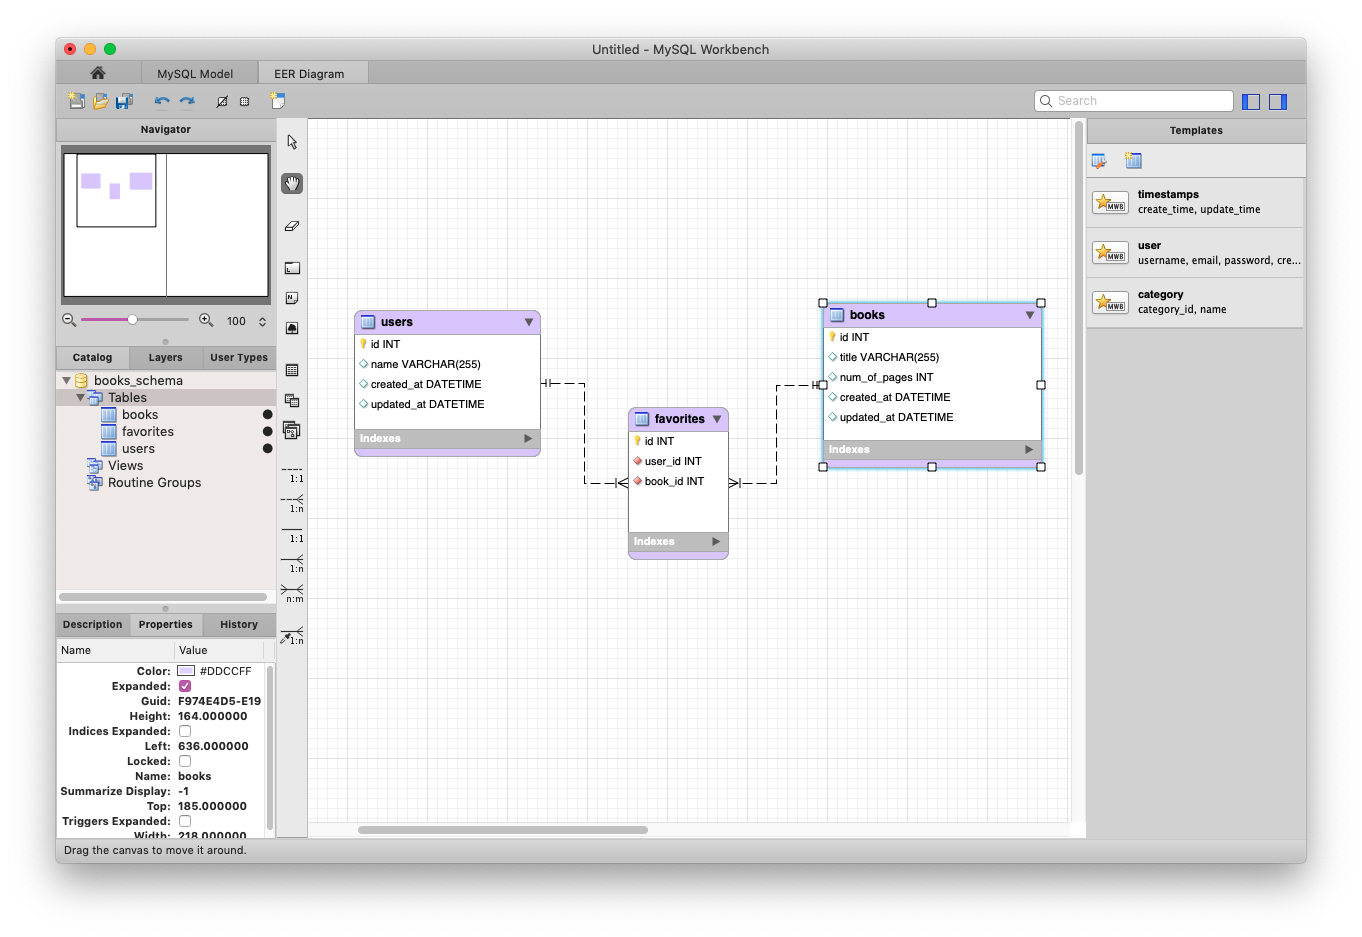 Untitled - MySQL Workbench
MySQL Model
EER Diagram
Search
Navigator
100
Catalog
Layers
User Types
books_schema
Tables
books
favorites
users
Views
Routine Groups
Description
Properties
History
Name
Value
Color: #DDCCFF
Expanded:
Guid: F974E4D5-E19
Height: 164.000000
Indices Expanded:
Left: 636.000000
Locked:
Name: books
Summarize Display: -1
Top: 185.000000
Triggers Expanded:
Width: 218.000000
1:1
1:n
1:1
1:n
n:m
1:n
users
id INT
name VARCHAR(255)
created_at DATETIME
updated_at DATETIME
Indexes
favorites
id INT
user_id INT
book_id INT
Indexes
books
id INT
title VARCHAR(255)
num_of_pages INT
created_at DATETIME
updated_at DATETIME
Indexes
Templates
MWB
timestamps
create_time, update_time
MWB
user
username, email, password, cre...
MWB
category
category_id, name
Drag the canvas to move it around.